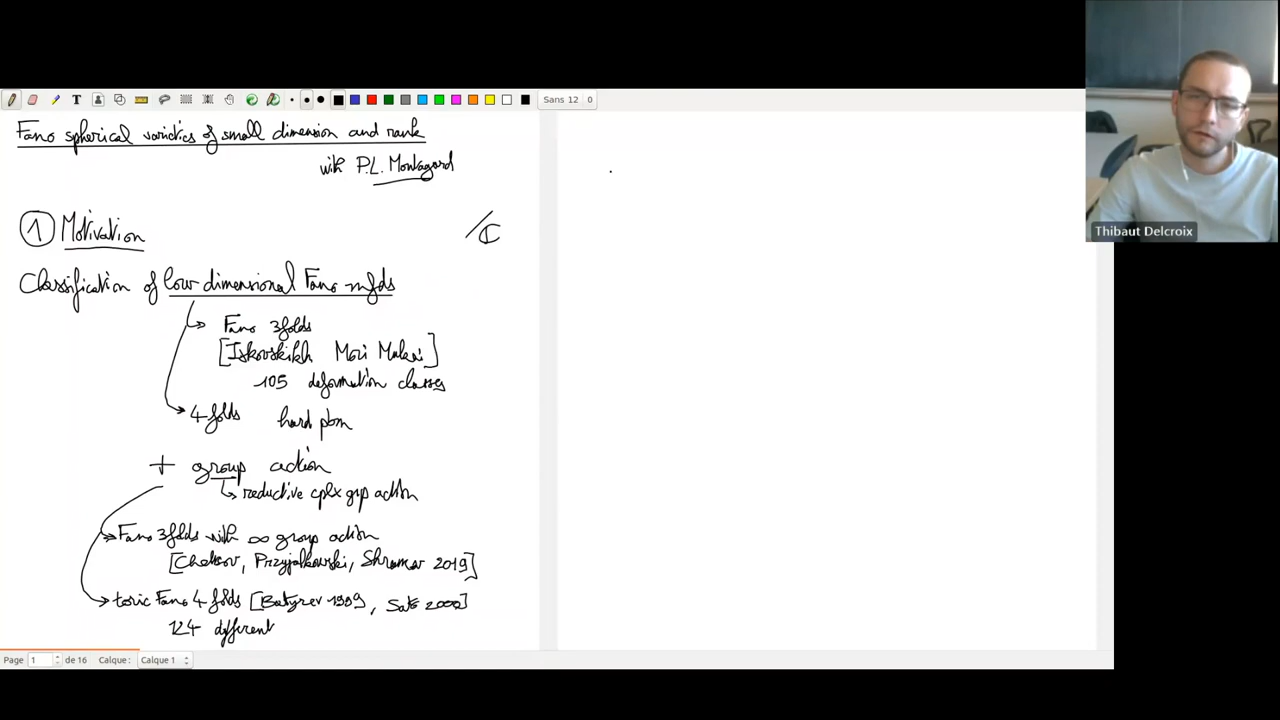 Sans 12 0
Fano spherical varieties of small dimension and rank
with P.L. Montagard
① Motivation
/ℂ
Classification of low dimensional Fano mfds
↳ Fano 3folds
[Iskovskikh Mori Mukai]
105 deformation classes
→ 4 folds hard pbm
+ group action
↳ reductive cplx grp action
→ Fano 3folds with ∞ group action
[Cheltsov, Przyjalkowski, Shramov 2019]
→ toric Fano 4 folds [Batyrev 1999, Sato 2000]
124 different
Thibaut Delcroix
Page 1 de 16 Calque : Calque 1